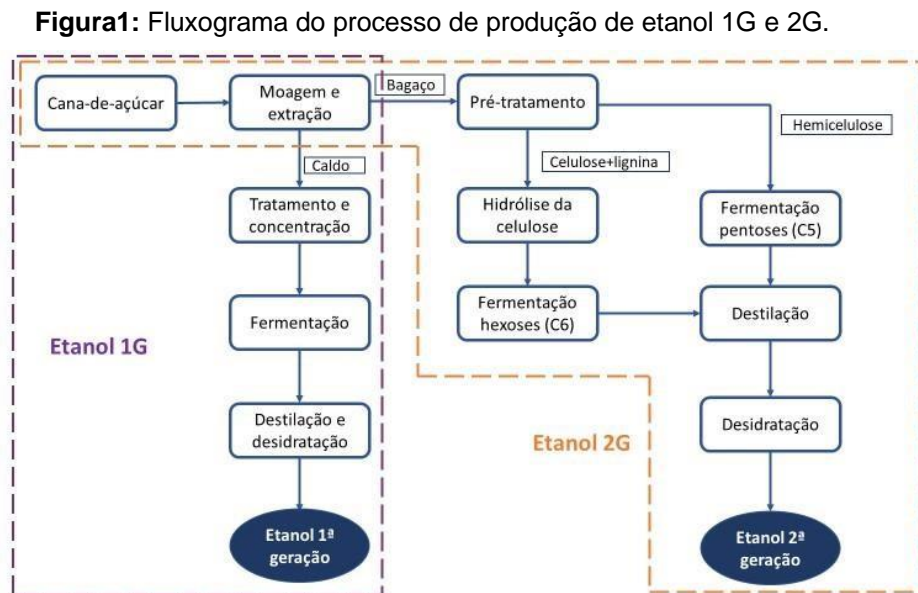 Figura1: Fluxograma do processo de produção de etanol 1G e 2G.
Cana-de-açúcar
Moagem e
extração
Bagaço
Pré-tratamento
Hemicelulose
Caldo
Celulose+lignina
Tratamento e
concentração
Hidrólise da
celulose
Fermentação
pentoses (C5)
Fermentação
Fermentação
hexoses (C6)
Destilação
Etanol 1G
Destilação e
desidratação
Etanol 2G
Desidratação
Etanol 1ª
geração
Etanol 2ª
geração